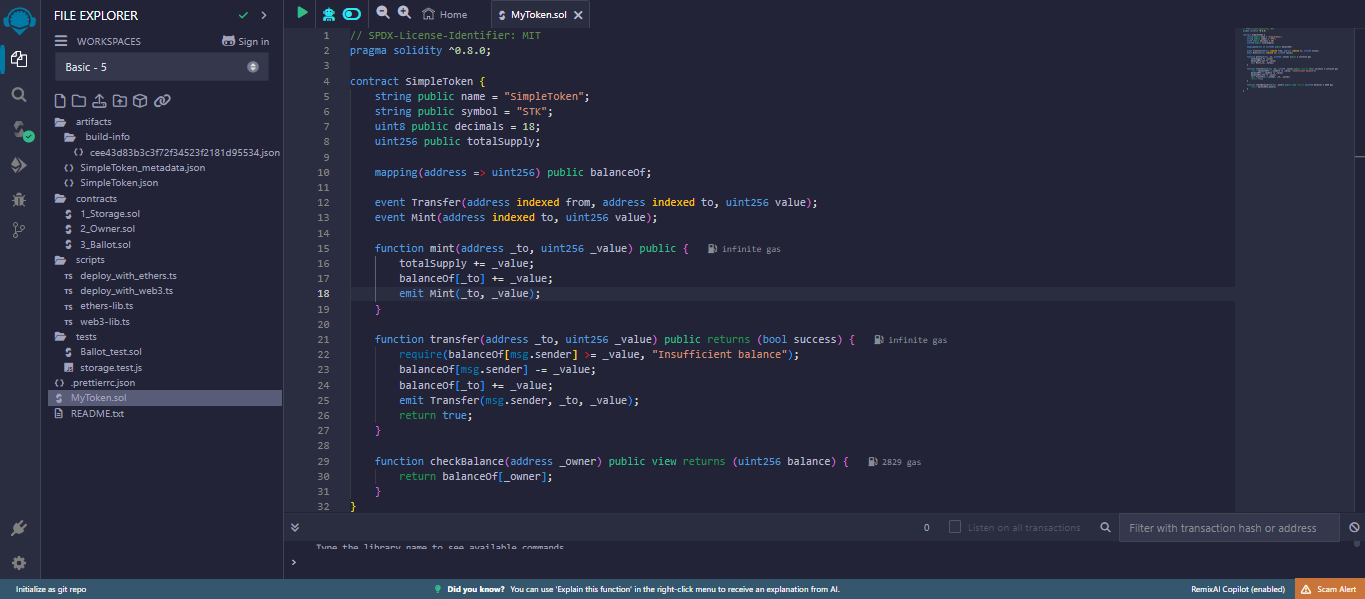 FILE EXPLORER
WORKSPACES
Sign in
Basic - 5
artifacts
build-info
cee43d83b3c3f72f34523f2181d95534.json
SimpleToken_metadata.json
SimpleToken.json
contracts
1_Storage.sol
2_Owner.sol
3_Ballot.sol
scripts
TS deploy_with_ethers.ts
TS deploy_with_web3.ts
TS ethers-lib.ts
TS web3-lib.ts
tests
Ballot_test.sol
storage.test.js
.prettierrc.json
MyToken.sol
README.txt
Home
MyToken.sol
1 // SPDX-License-Identifier: MIT
2 pragma solidity ^0.8.0;
3
4 contract SimpleToken {
5 string public name = "SimpleToken";
6 string public symbol = "STK";
7 uint8 public decimals = 18;
8 uint256 public totalSupply;
9
10 mapping(address => uint256) public balanceOf;
11
12 event Transfer(address indexed from, address indexed to, uint256 value);
13 event Mint(address indexed to, uint256 value);
14
15 function mint(address _to, uint256 _value) public { infinite gas
16 totalSupply += _value;
17 balanceOf[_to] += _value;
18 emit Mint(_to, _value);
19 }
20
21 function transfer(address _to, uint256 _value) public returns (bool success) { infinite gas
22 require(balanceOf[msg.sender] >= _value, "Insufficient balance");
23 balanceOf[msg.sender] -= _value;
24 balanceOf[_to] += _value;
25 emit Transfer(msg.sender, _to, _value);
26 return true;
27 }
28
29 function checkBalance(address _owner) public view returns (uint256 balance) { 2829 gas
30 return balanceOf[_owner];
31 }
32 }
0
Listen on all transactions
Filter with transaction hash or address
Type the library name to see available commands
>
Initialize as git repo
Did you know? You can use 'Explain this function' in the right-click menu to receive an explanation from AI.
RemixAI Copilot (enabled)
Scam Alert